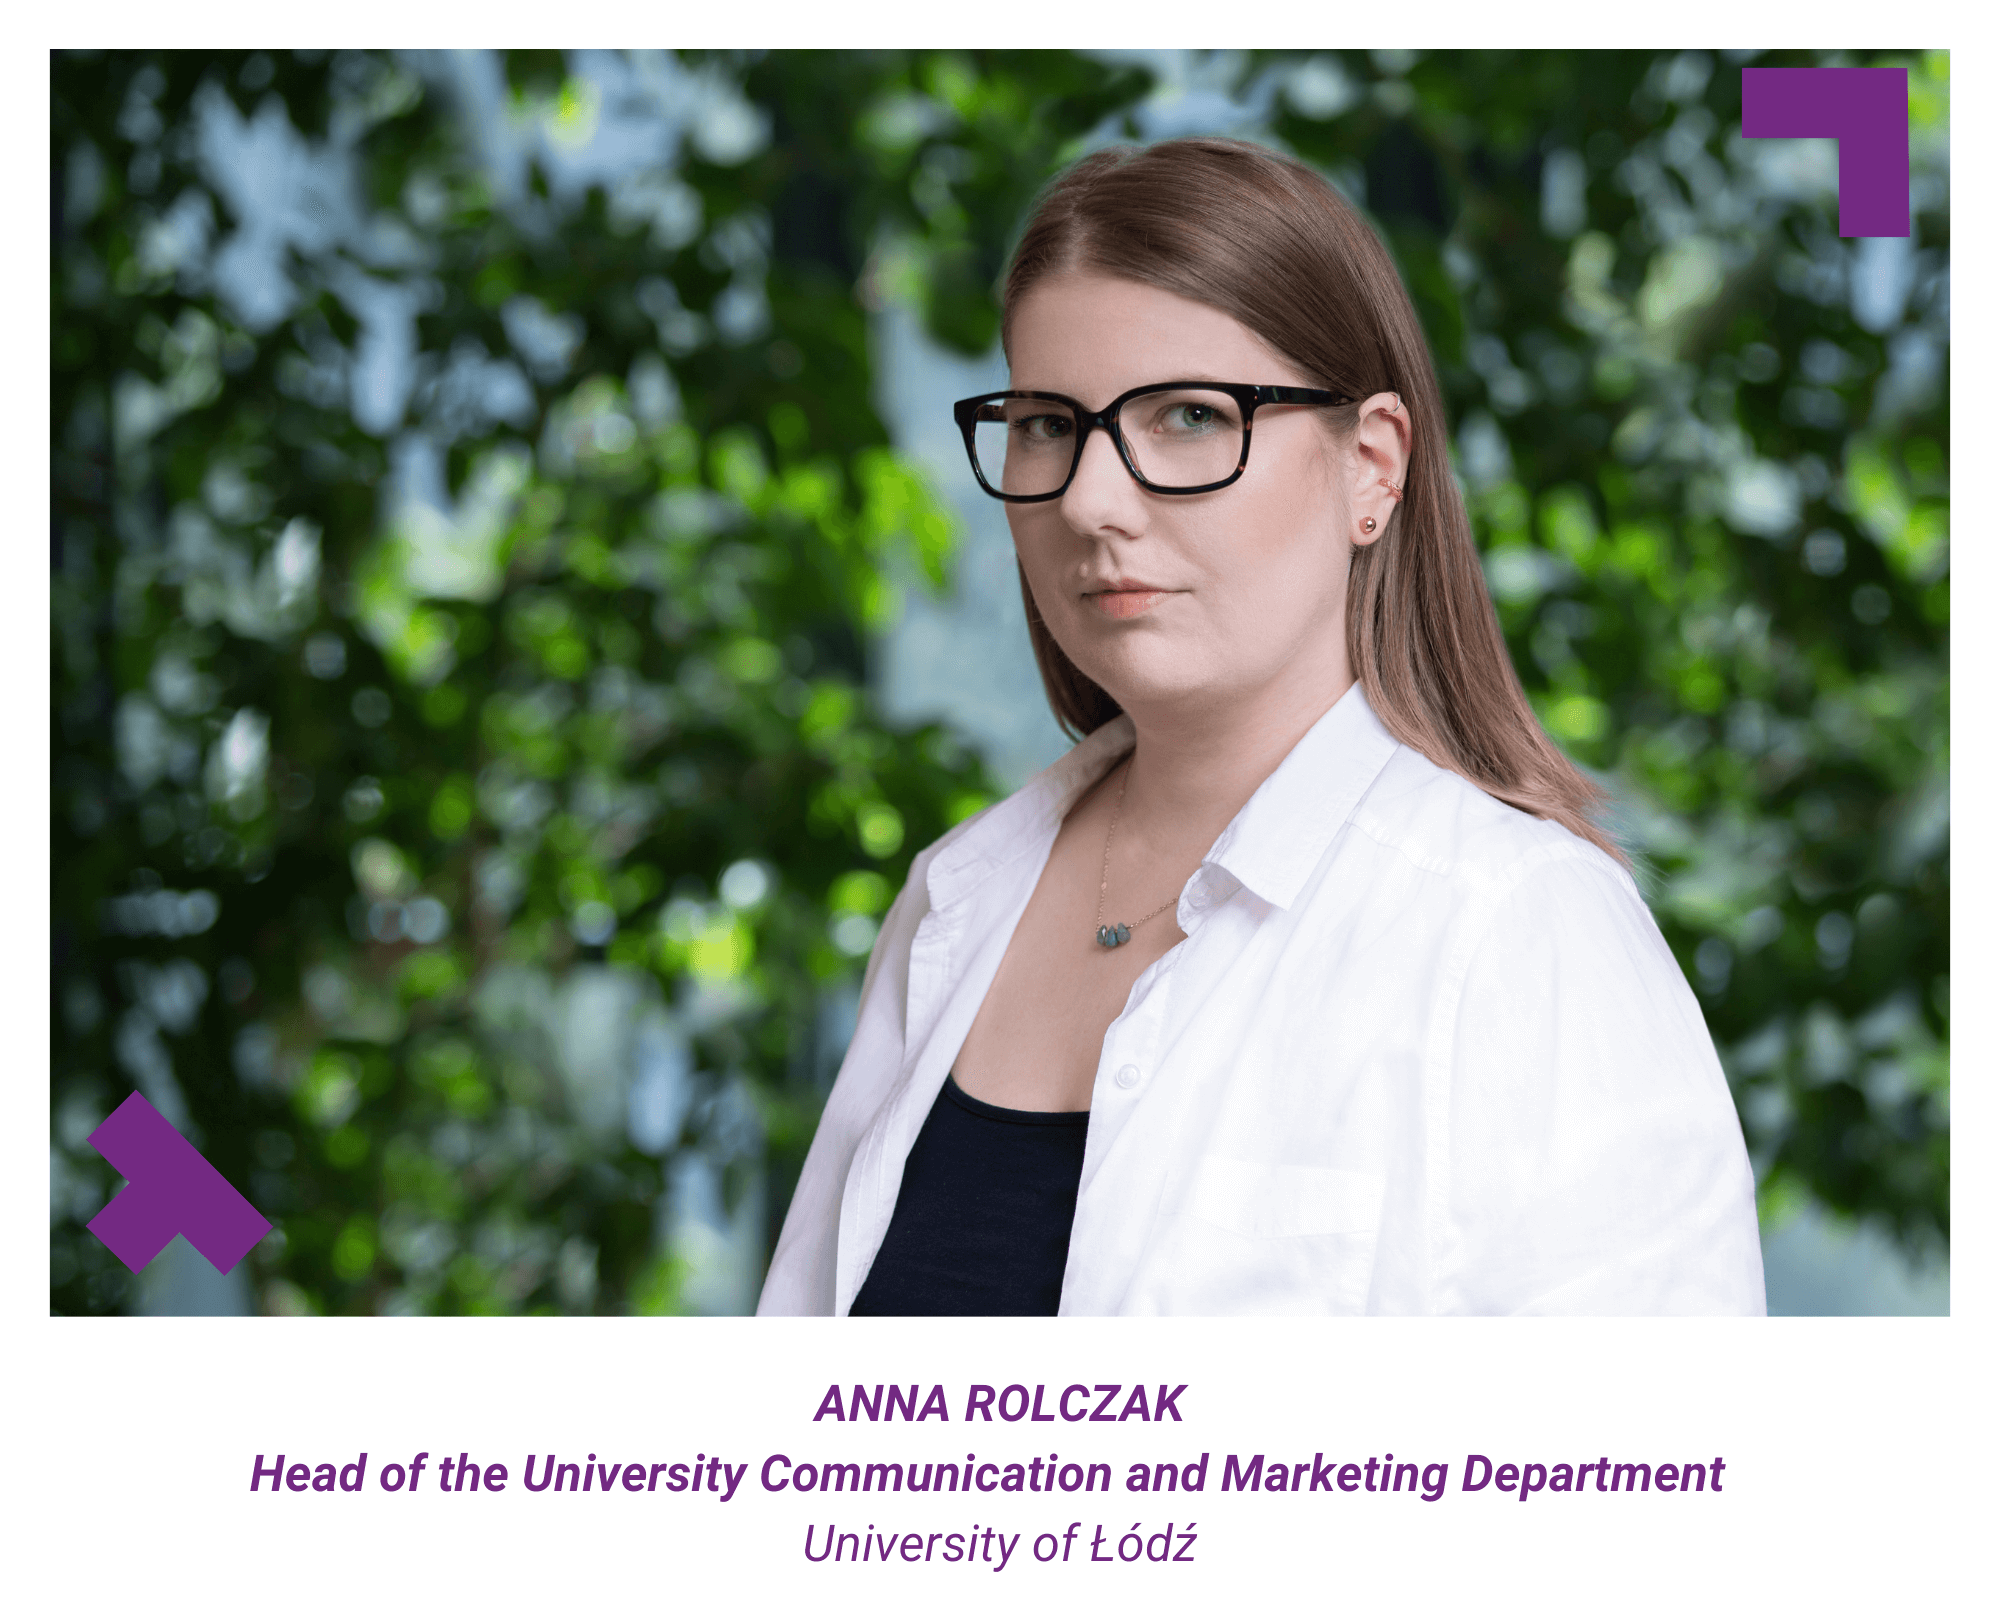 ANNA ROLCZAK
Head of the University Communication and Marketing Department
University of Łódź